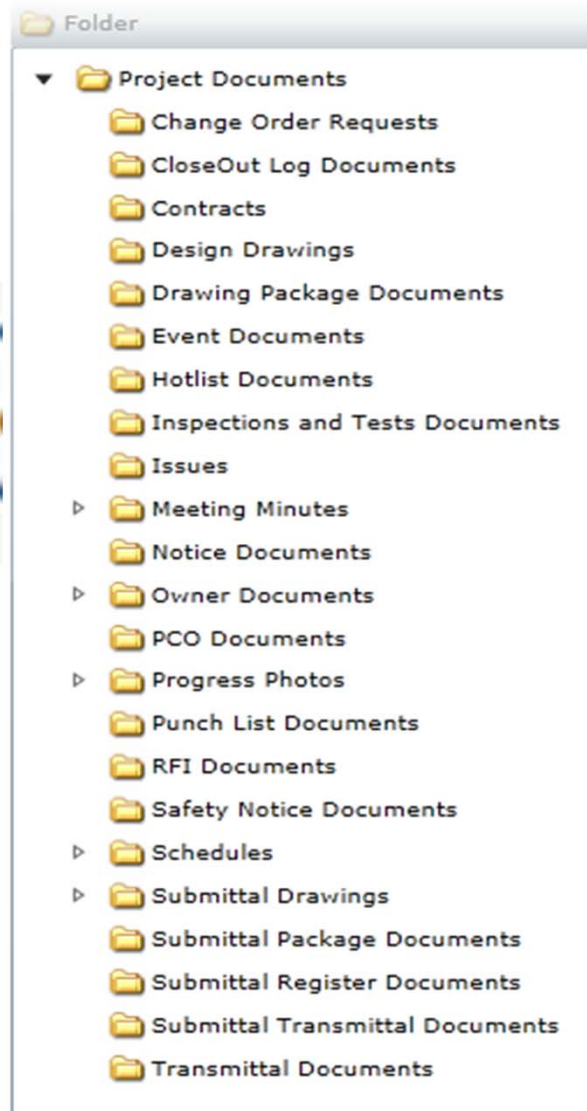 Folder
Project Documents
Change Order Requests
CloseOut Log Documents
Contracts
Design Drawings
Drawing Package Documents
Event Documents
Hotlist Documents
Inspections and Tests Documents
Issues
Meeting Minutes
Notice Documents
Owner Documents
PCO Documents
Progress Photos
Punch List Documents
RFI Documents
Safety Notice Documents
Schedules
Submittal Drawings
Submittal Package Documents
Submittal Register Documents
Submittal Transmittal Documents
Transmittal Documents